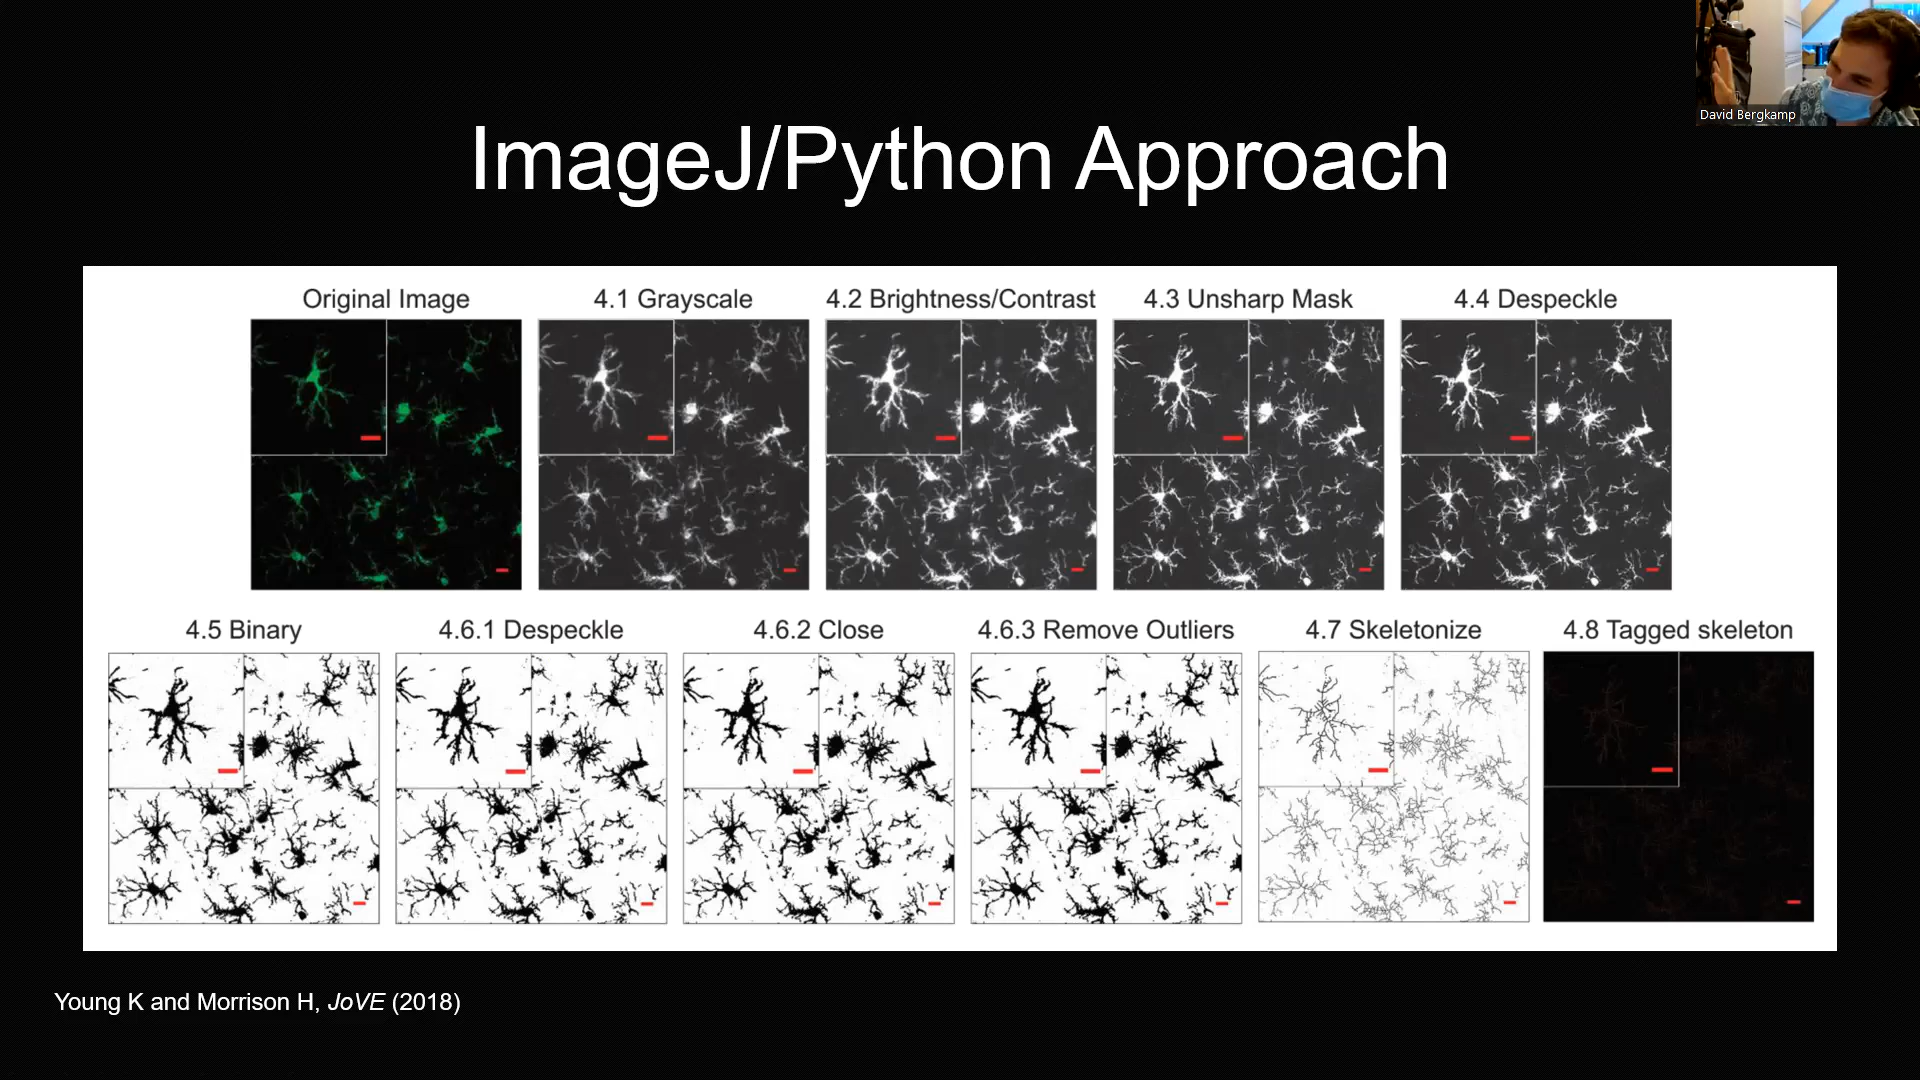 David Bergkamp
ImageJ/Python Approach
Original Image
4.1 Grayscale
4.2 Brightness/Contrast
4.3 Unsharp Mask
4.4 Despeckle
4.5 Binary
4.6.1 Despeckle
4.6.2 Close
4.6.3 Remove Outliers
4.7 Skeletonize
4.8 Tagged skeleton
Young K and Morrison H, JoVE (2018)